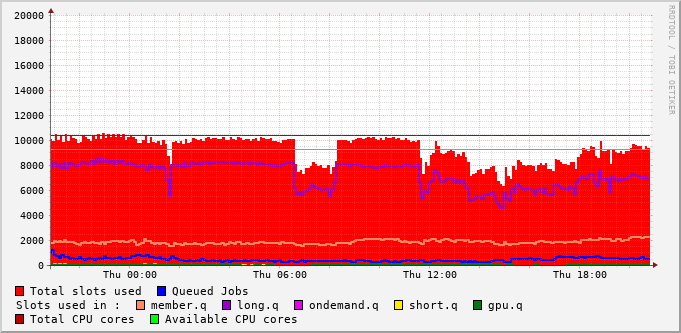 20000
18000
16000
14000
12000
10000
8000
6000
4000
2000
0
Thu 00:00 Thu 06:00 Thu 12:00 Thu 18:00
RRDTOOL / TOBI OETIKER
Total slots used Queued Jobs
Slots used in : member.q long.q ondemand.q short.q gpu.q
Total CPU cores Available CPU cores